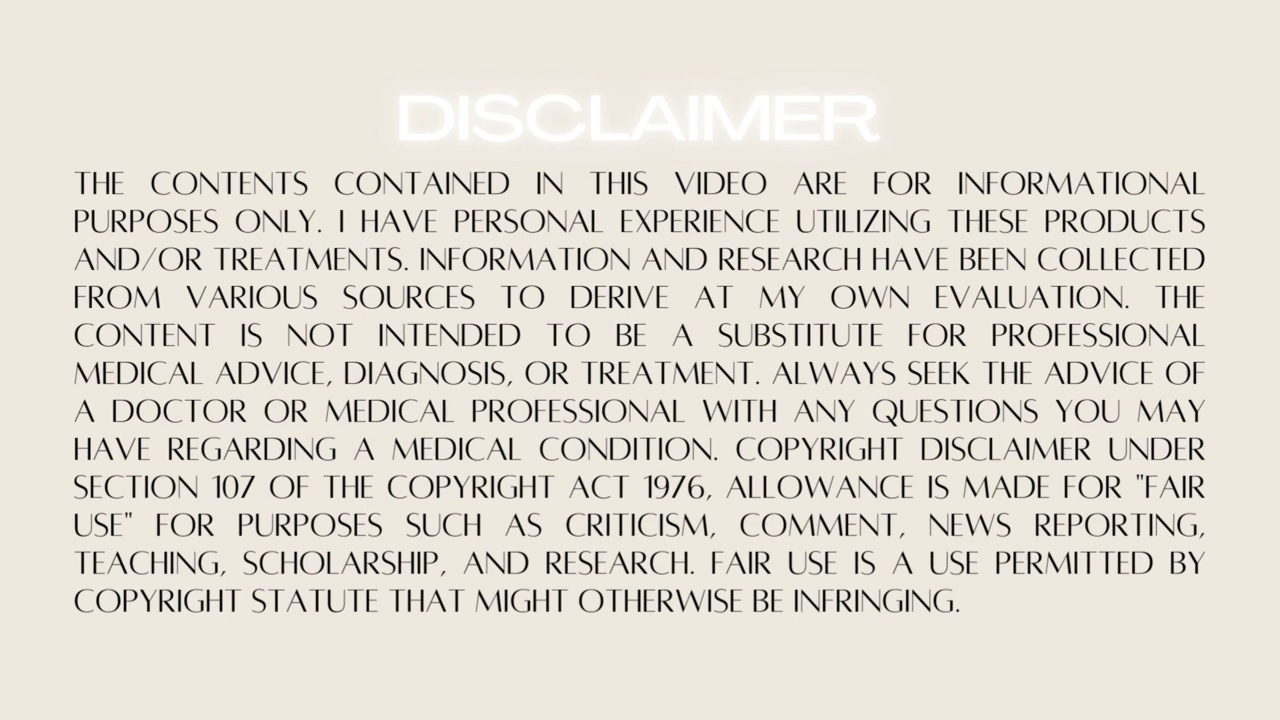 DISCLAIMER
THE CONTENTS CONTAINED IN THIS VIDEO ARE FOR INFORMATIONAL
PURPOSES ONLY. I HAVE PERSONAL EXPERIENCE UTILIZING THESE PRODUCTS
AND/OR TREATMENTS. INFORMATION AND RESEARCH HAVE BEEN COLLECTED
FROM VARIOUS SOURCES TO DERIVE AT MY OWN EVALUATION. THE
CONTENT IS NOT INTENDED TO BE A SUBSTITUTE FOR PROFESSIONAL
MEDICAL ADVICE, DIAGNOSIS, OR TREATMENT. ALWAYS SEEK THE ADVICE OF
A DOCTOR OR MEDICAL PROFESSIONAL WITH ANY QUESTIONS YOU MAY
HAVE REGARDING A MEDICAL CONDITION. COPYRIGHT DISCLAIMER UNDER
SECTION 107 OF THE COPYRIGHT ACT 1976, ALLOWANCE IS MADE FOR "FAIR
USE" FOR PURPOSES SUCH AS CRITICISM, COMMENT, NEWS REPORTING,
TEACHING, SCHOLARSHIP, AND RESEARCH. FAIR USE IS A USE PERMITTED BY
COPYRIGHT STATUTE THAT MIGHT OTHERWISE BE INFRINGING.